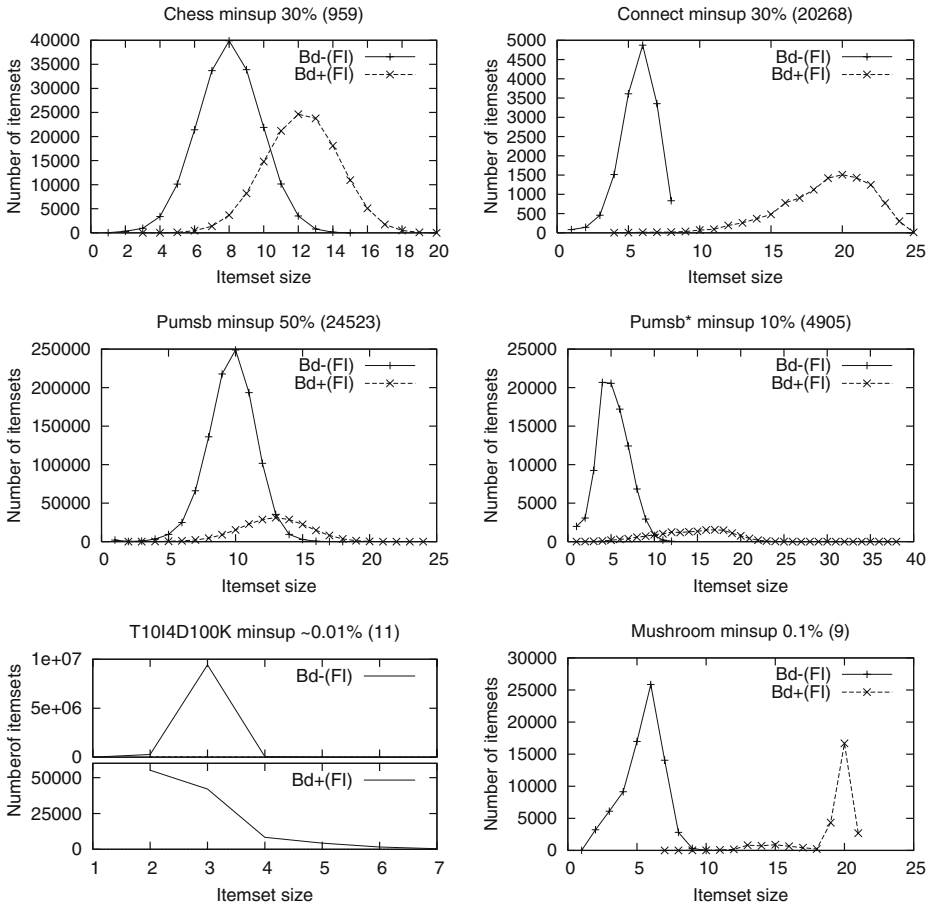 Chess minsup 30% (959)
Number of itemsets
40000
35000
30000
25000
20000
15000
10000
5000
0
Bd-(FI)
Bd+(FI)
0 2 4 6 8 10 12 14 16 18 20
Itemset size
Connect minsup 30% (20268)
Number of itemsets
5000
4500
4000
3500
3000
2500
2000
1500
1000
500
0
Bd-(FI)
Bd+(FI)
0 5 10 15 20 25
Itemset size
Pumsb minsup 50% (24523)
Number of itemsets
250000
200000
150000
100000
50000
0
Bd-(FI)
Bd+(FI)
0 5 10 15 20 25
Itemset size
Pumsb* minsup 10% (4905)
Number of itemsets
25000
20000
15000
10000
5000
0
Bd-(FI)
Bd+(FI)
0 5 10 15 20 25 30 35 40
Itemset size
T10I4D100K minsup ~0.01% (11)
Numberof itemsets
1e+07
5e+06
0
Bd-(FI)
50000
25000
0
Bd+(FI)
1 2 3 4 5 6 7
Itemset size
Mushroom minsup 0.1% (9)
Number of itemsets
30000
25000
20000
15000
10000
5000
0
Bd-(FI)
Bd+(FI)
0 5 10 15 20 25
Itemset size